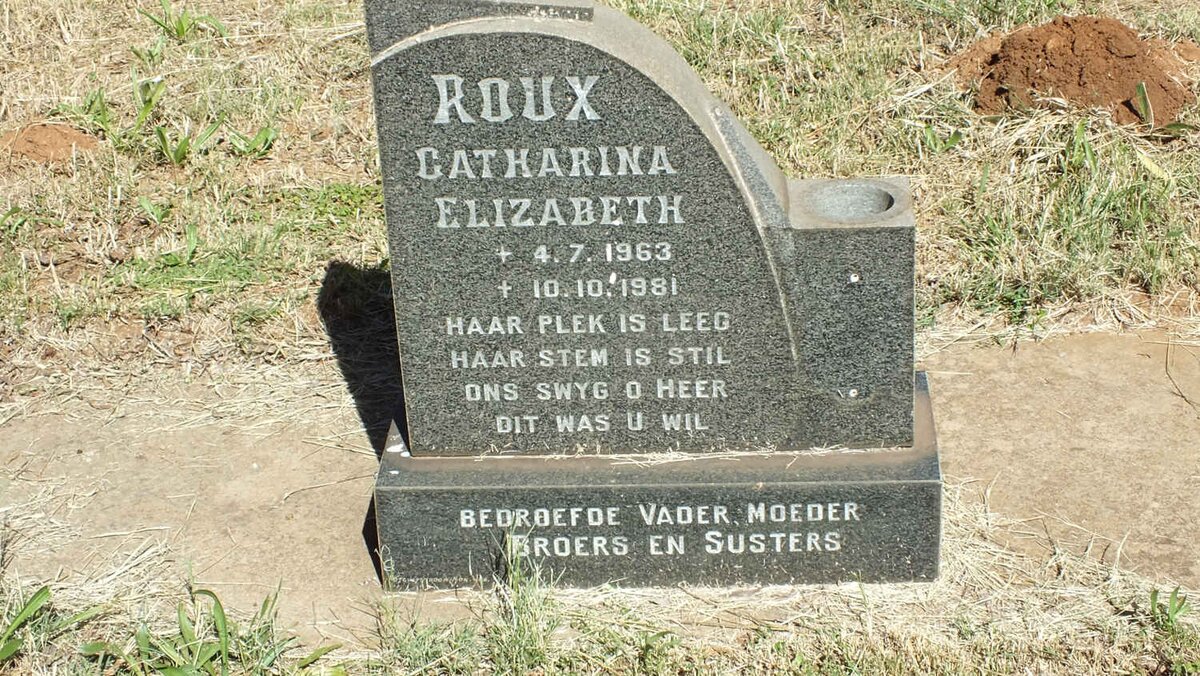 ROUX
CATHARINA
ELIZABETH
+ 4.7.1963
+ 10.10.1981
HAAR PLEK IS LEEG
HAAR STEM IS STIL
ONS SWYG O HEER
DIT WAS U WIL
BEDROEFDE VADER, MOEDER
BROERS EN SUSTERS